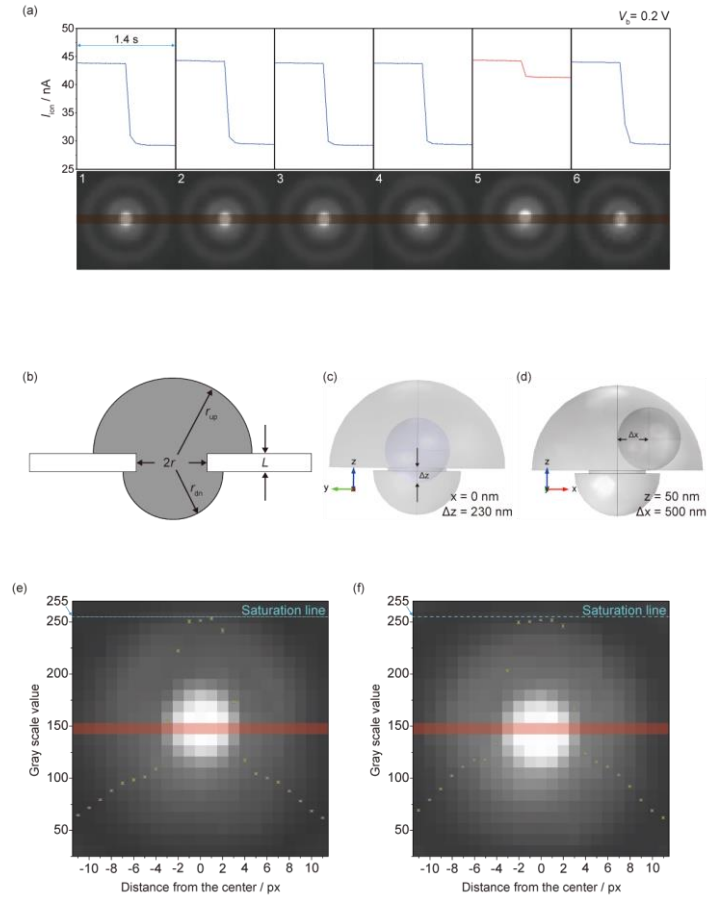 (a)
V_b= 0.2 V
1.4 s
I_ion / nA
50
45
40
35
30
25
1 2 3 4 5 6
(b)
r_up
2r
L
r_dn
(c)
Δz
z
y
x = 0 nm
Δz = 230 nm
(d)
Δx
z
x
z = 50 nm
Δx = 500 nm
(e)
255
250
200
150
100
50
Gray scale value
Saturation line
-10 -8 -6 -4 -2 0 2 4 6 8 10
Distance from the center / px
(f)
255
250
200
150
100
50
Gray scale value
Saturation line
-10 -8 -6 -4 -2 0 2 4 6 8 10
Distance from the center / px